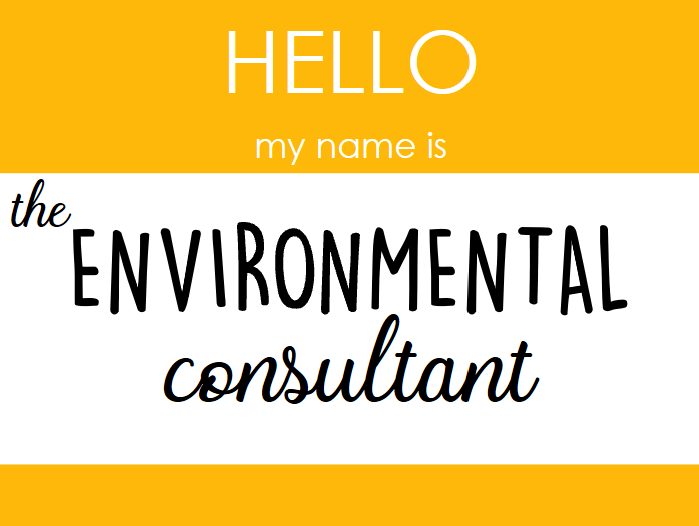 HELLO
my name is
the
ENVIRONMENTAL
consultant